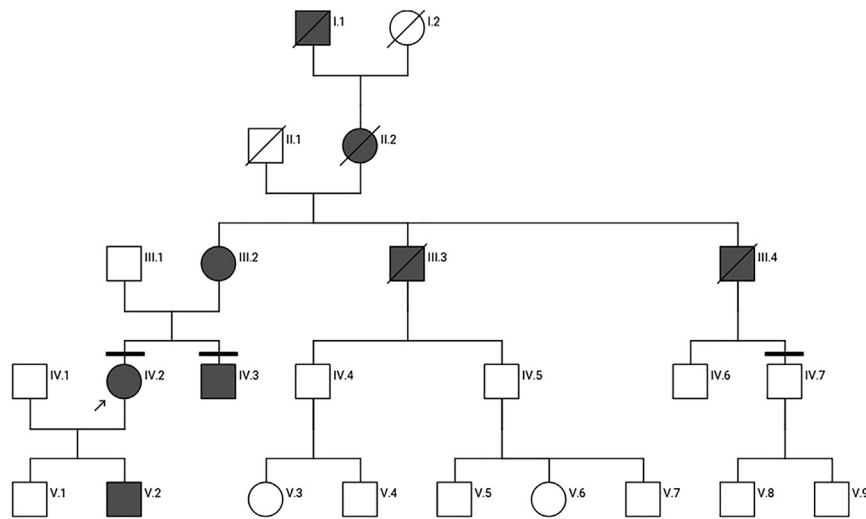 I.1 I.2
II.1 II.2
III.1 III.2 III.3 III.4
IV.1 IV.2 IV.3 IV.4 IV.5 IV.6 IV.7
V.1 V.2 V.3 V.4 V.5 V.6 V.7 V.8 V.9